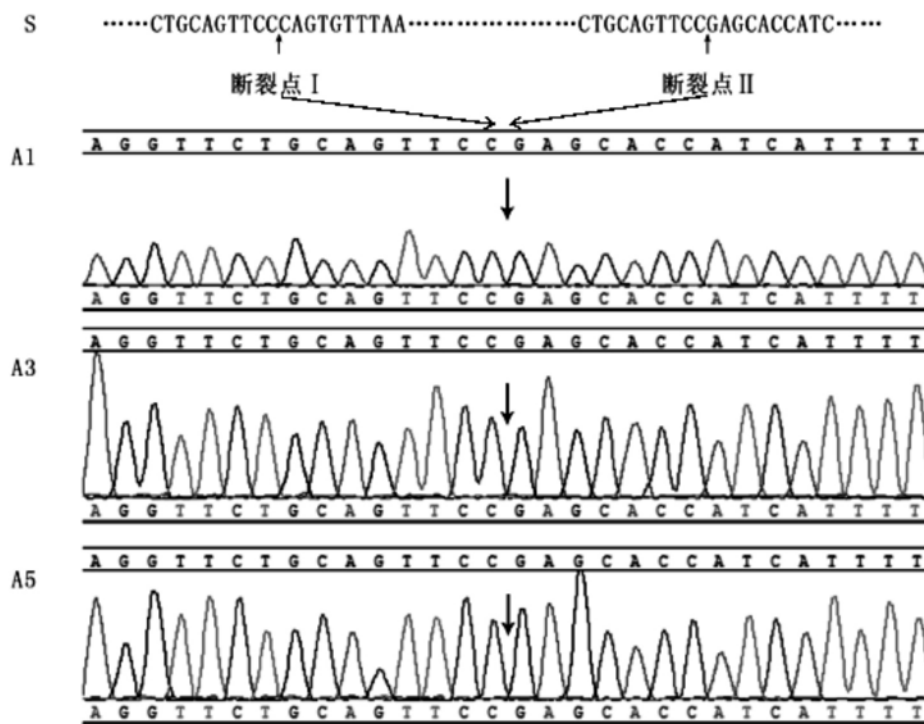 S ……CTGCAGTTCCCAGTGTTTAA……………………CTGCAGTTCCGAGCACCATC……
断裂点Ⅰ 断裂点Ⅱ
A G G T T C T G C A G T T C C G A G C A C C A T C A T T T T
A1
A G G T T C T G C A G T T C C G A G C A C C A T C A T T T T
A G G T T C T G C A G T T C C G A G C A C C A T C A T T T T
A3
A G G T T C T G C A G T T C C G A G C A C C A T C A T T T T
A G G T T C T G C A G T T C C G A G C A C C A T C A T T T T
A5
A G G T T C T G C A G T T C C G A G C A C C A T C A T T T T